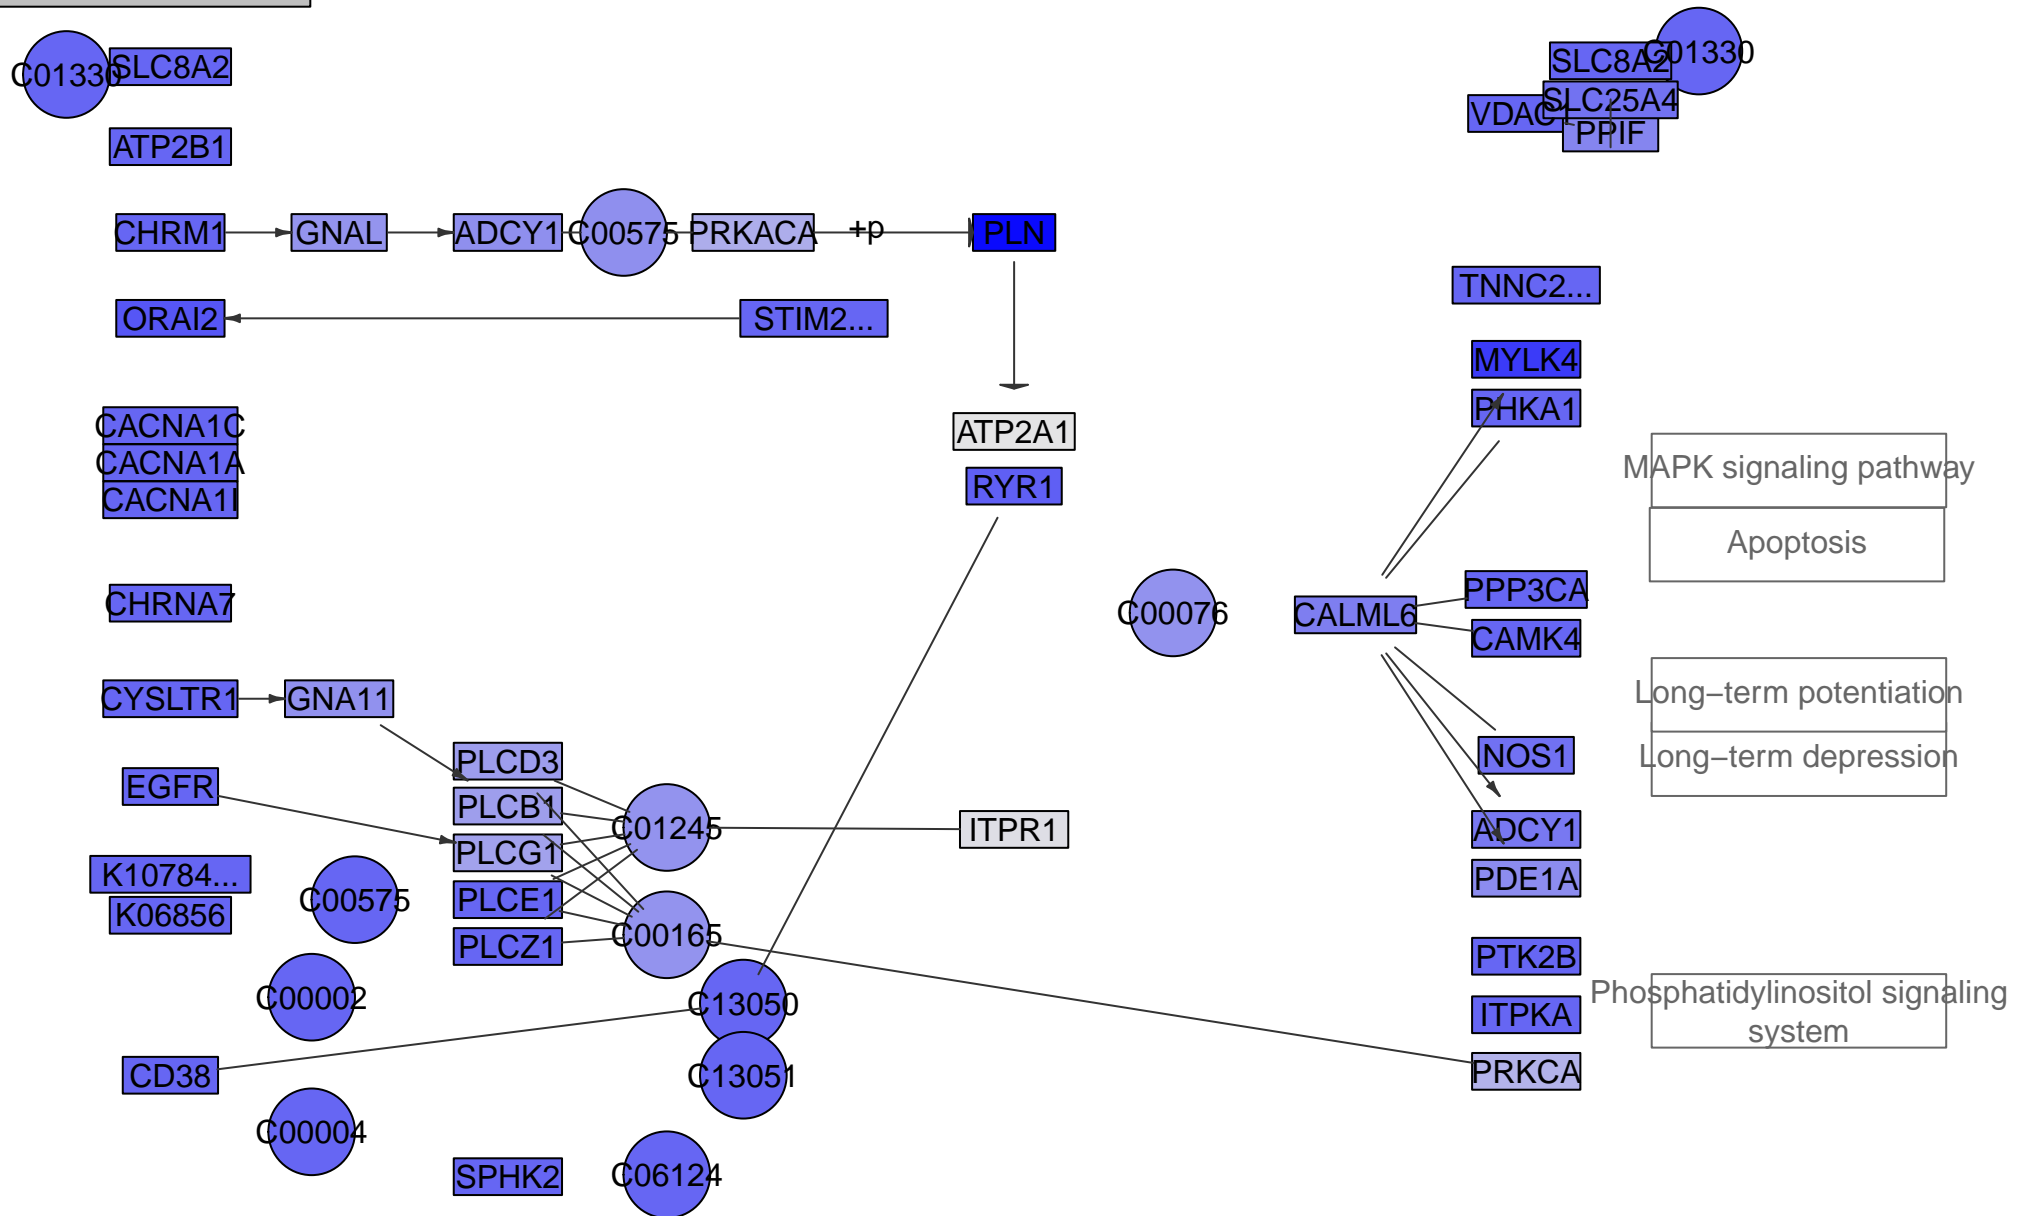 C01330
SLC8A2
SLC8A2
C01330
SLC25A4
VDAC1
PPIF
ATP2B1
CHRM1
GNAL
ADCY1
C00575
PRKACA
+p
PLN
TNNC2...
ORAI2
STIM2...
MYLK4
PHKA1
CACNA1C
CACNA1A
CACNA1I
ATP2A1
RYR1
MAPK signaling pathway
Apoptosis
CHRNA7
C00076
CALML6
PPP3CA
CAMK4
CYSLTR1
GNA11
Long−term potentiation
Long−term depression
NOS1
PLCD3
EGFR
PLCB1
C01245
ITPR1
ADCY1
PLCG1
K10784...
PDE1A
C00575
PLCE1
K06856
C00165
PLCZ1
PTK2B
C00002
C13050
Phosphatidylinositol signaling
system
ITPKA
CD38
C13051
PRKCA
C00004
SPHK2
C06124